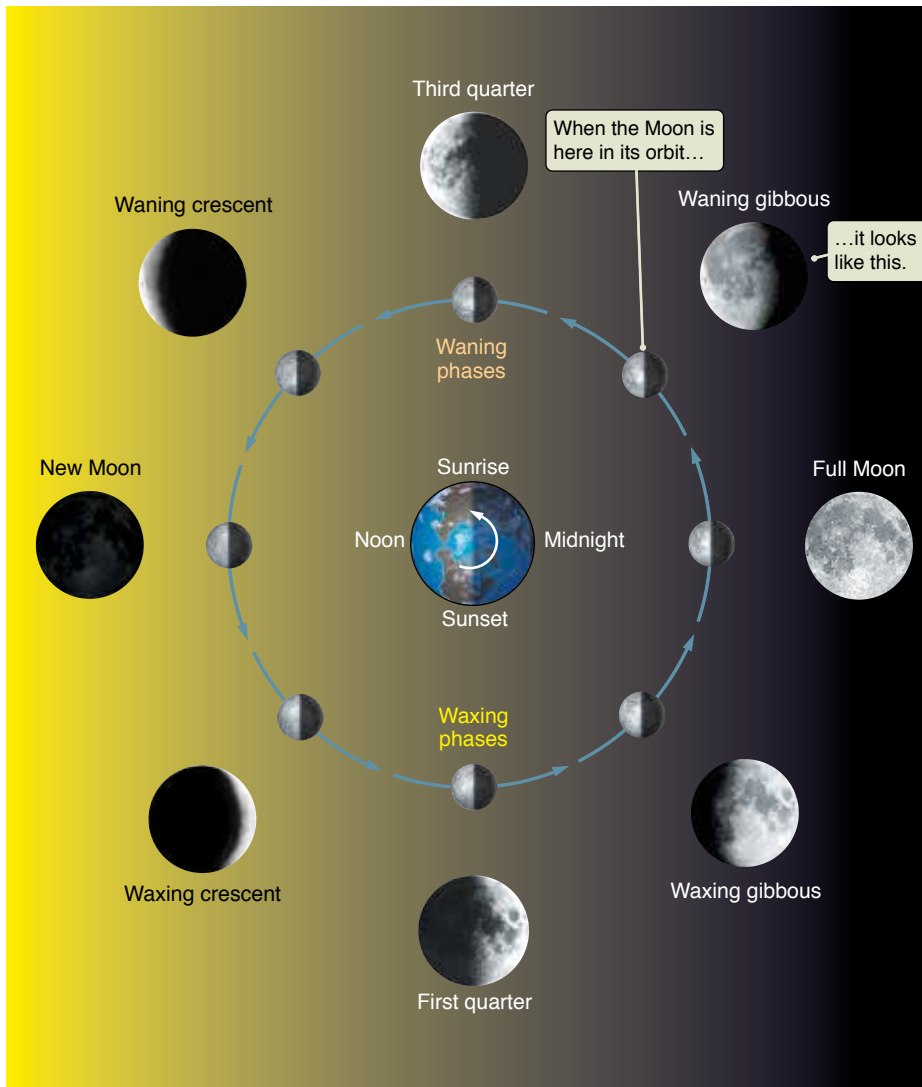 Third quarter
When the Moon is
here in its orbit…
Waning crescent
Waning gibbous
…it looks
like this.
Waning
phases
New Moon
Sunrise
Full Moon
Noon
Midnight
Sunset
Waxing
phases
Waxing crescent
Waxing gibbous
First quarter